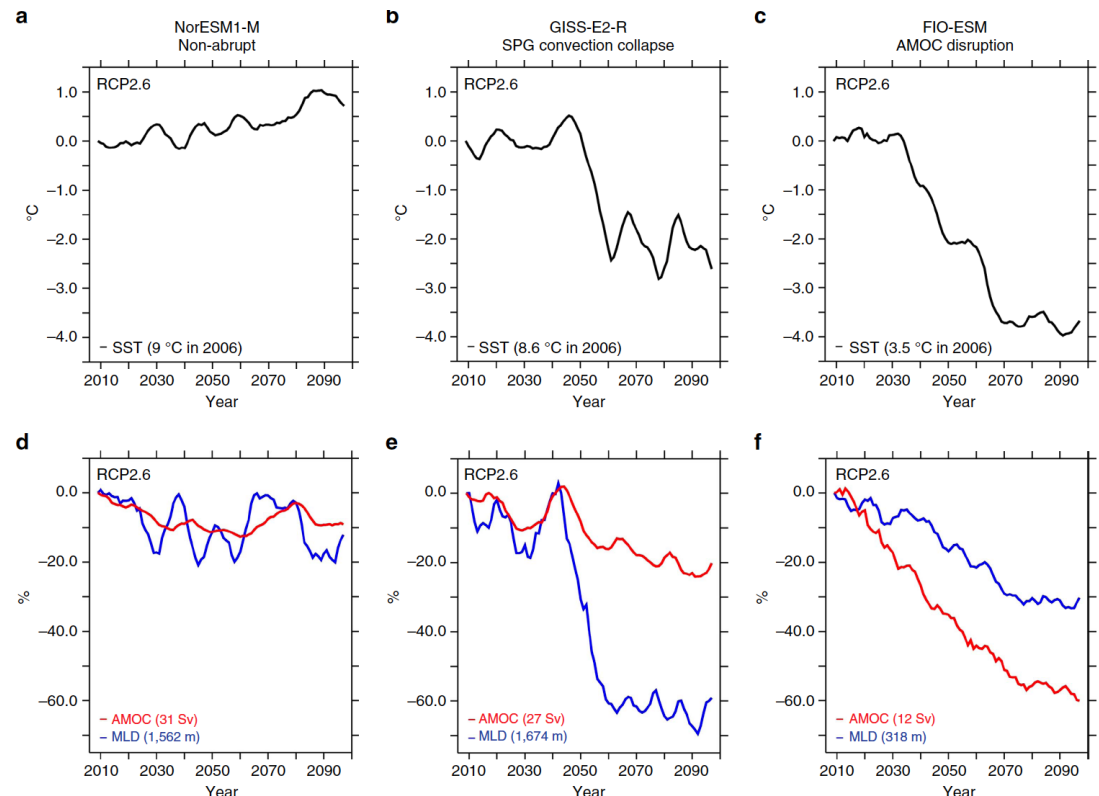 a
NorESM1-M
Non-abrupt
RCP2.6
1.0
0.0
–1.0
–2.0
–3.0
–4.0
°C
– SST (9 °C in 2006)
2010 2030 2050 2070 2090
Year
b
GISS-E2-R
SPG convection collapse
RCP2.6
1.0
0.0
–1.0
–2.0
–3.0
–4.0
°C
– SST (8.6 °C in 2006)
2010 2030 2050 2070 2090
Year
c
FIO-ESM
AMOC disruption
RCP2.6
1.0
0.0
–1.0
–2.0
–3.0
–4.0
°C
– SST (3.5 °C in 2006)
2010 2030 2050 2070 2090
Year
d
RCP2.6
0.0
–20.0
–40.0
–60.0
%
– AMOC (31 Sv)
– MLD (1,562 m)
2010 2030 2050 2070 2090
Year
e
RCP2.6
0.0
–20.0
–40.0
–60.0
%
– AMOC (27 Sv)
– MLD (1,674 m)
2010 2030 2050 2070 2090
Year
f
RCP2.6
0.0
–20.0
–40.0
–60.0
%
– AMOC (12 Sv)
– MLD (318 m)
2010 2030 2050 2070 2090
Year